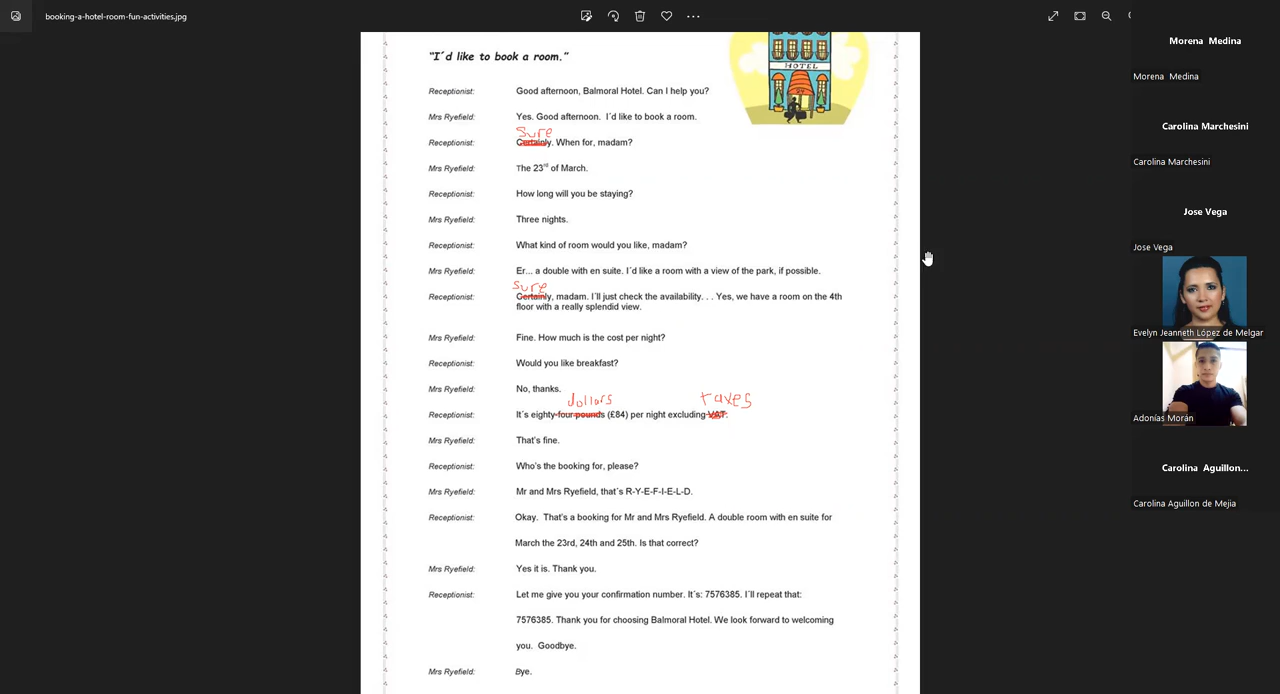 booking-a-hotel-room-fun-activities.jpg
"I´d like to book a room."
HOTEL
Receptionist: Good afternoon, Balmoral Hotel. Can I help you?
Mrs Ryefield: Yes. Good afternoon. I´d like to book a room.
Sure
Receptionist: Certainly. When for, madam?
Mrs Ryefield: The 23rd of March.
Receptionist: How long will you be staying?
Mrs Ryefield: Three nights.
Receptionist: What kind of room would you like, madam?
Mrs Ryefield: Er... a double with en suite. I´d like a room with a view of the park, if possible.
sure
Receptionist: Certainly, madam. I´ll just check the availability. . . Yes, we have a room on the 4th
floor with a really splendid view.
Mrs Ryefield: Fine. How much is the cost per night?
Receptionist: Would you like breakfast?
Mrs Ryefield: No, thanks.
dollars taxes
Receptionist: It´s eighty-four pounds (£84) per night excluding VAT.
Mrs Ryefield: That's fine.
Receptionist: Who's the booking for, please?
Mrs Ryefield: Mr and Mrs Ryefield, that´s R-Y-E-F-I-E-L-D.
Receptionist: Okay. That´s a booking for Mr and Mrs Ryefield. A double room with en suite for
March the 23rd, 24th and 25th. Is that correct?
Mrs Ryefield: Yes it is. Thank you.
Receptionist: Let me give you your confirmation number. It´s: 7576385. I´ll repeat that:
7576385. Thank you for choosing Balmoral Hotel. We look forward to welcoming
you. Goodbye.
Mrs Ryefield: Bye.
Morena Medina
Morena Medina
Carolina Marchesini
Carolina Marchesini
Jose Vega
Jose Vega
Evelyn Jeanneth López de Melgar
Adonías Morán
Carolina Aguillon...
Carolina Aguillon de Mejia